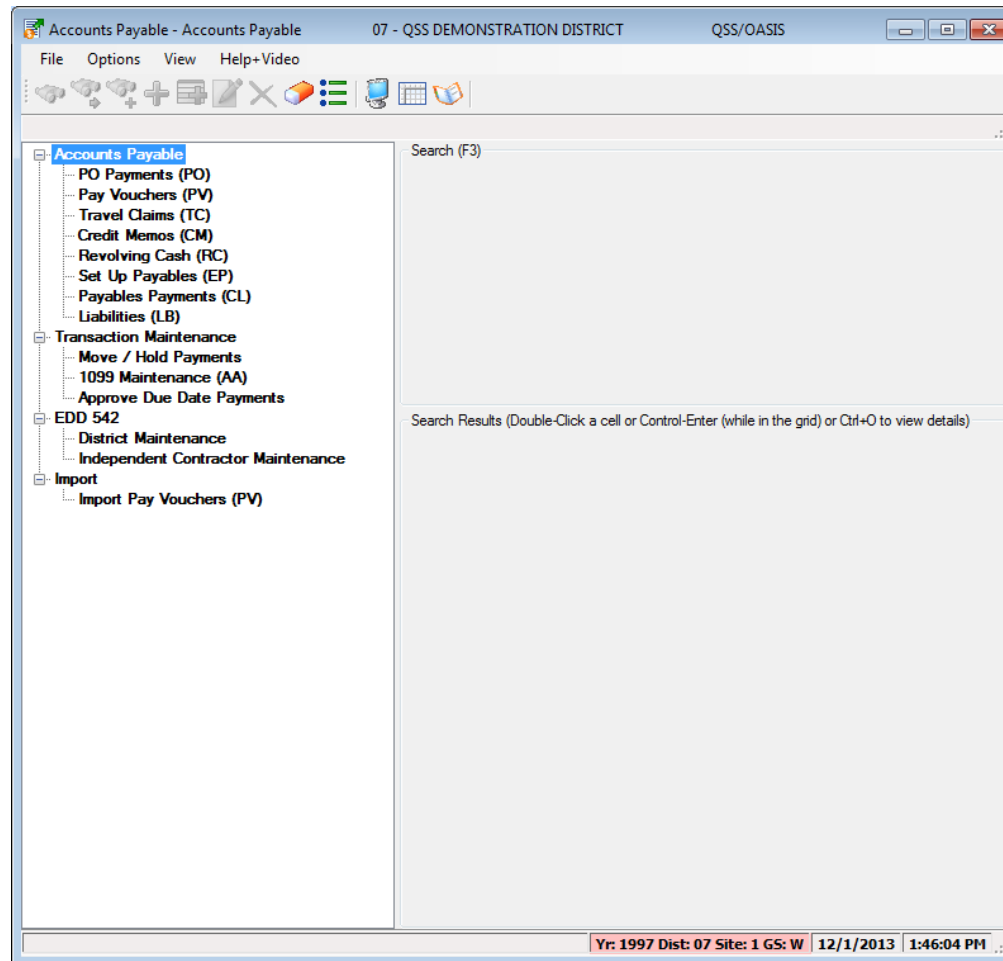 Accounts Payable - Accounts Payable 07 - QSS DEMONSTRATION DISTRICT QSS/OASIS
File Options View Help+Video
Accounts Payable
PO Payments (PO)
Pay Vouchers (PV)
Travel Claims (TC)
Credit Memos (CM)
Revolving Cash (RC)
Set Up Payables (EP)
Payables Payments (CL)
Liabilities (LB)
Transaction Maintenance
Move / Hold Payments
1099 Maintenance (AA)
Approve Due Date Payments
EDD 542
District Maintenance
Independent Contractor Maintenance
Import
Import Pay Vouchers (PV)
Search (F3)
Search Results (Double-Click a cell or Control-Enter (while in the grid) or Ctrl+O to view details)
Yr: 1997 Dist: 07 Site: 1 GS: W 12/1/2013 1:46:04 PM